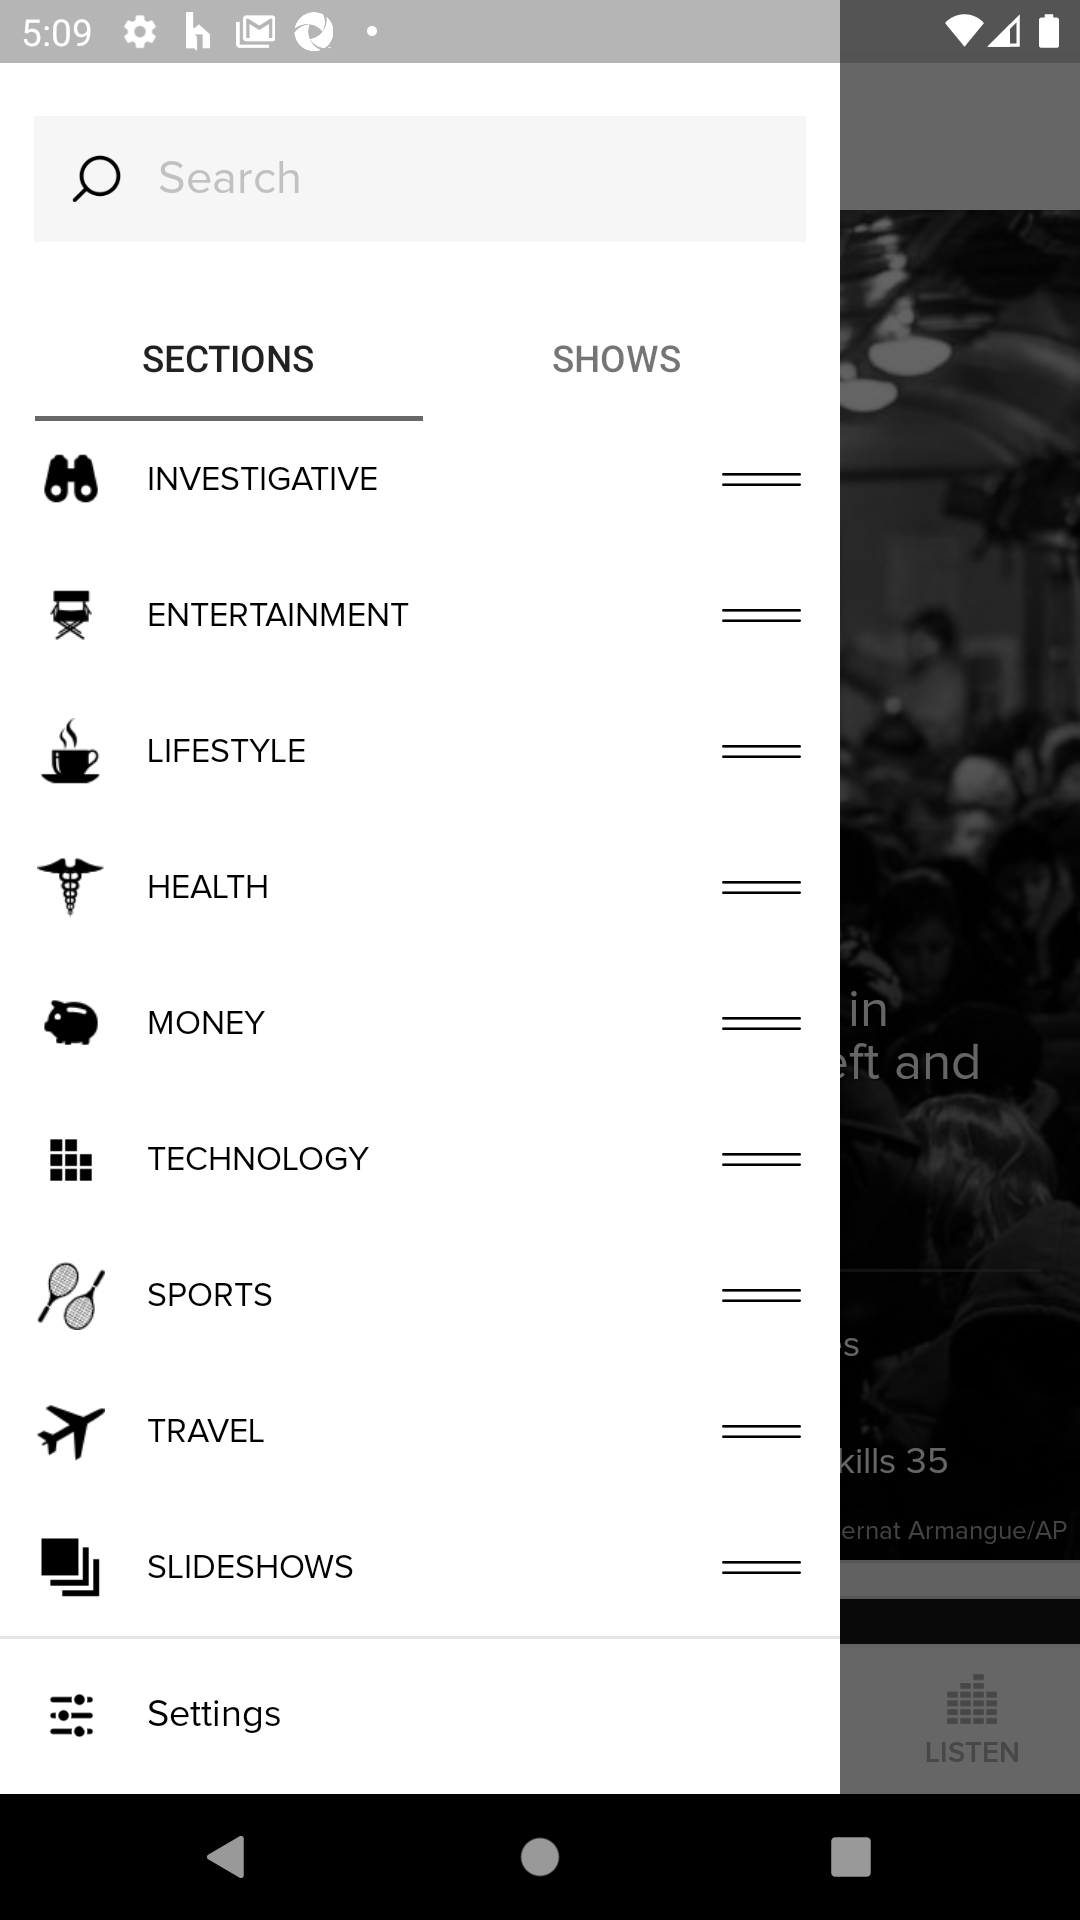 5:09
Search
SECTIONS
SHOWS
INVESTIGATIVE
ENTERTAINMENT
LIFESTYLE
HEALTH
in
eft and
MONEY
TECHNOLOGY
SPORTS
TRAVEL
kills 35
ernat Armangue/AP
SLIDESHOWS
Settings
LISTEN